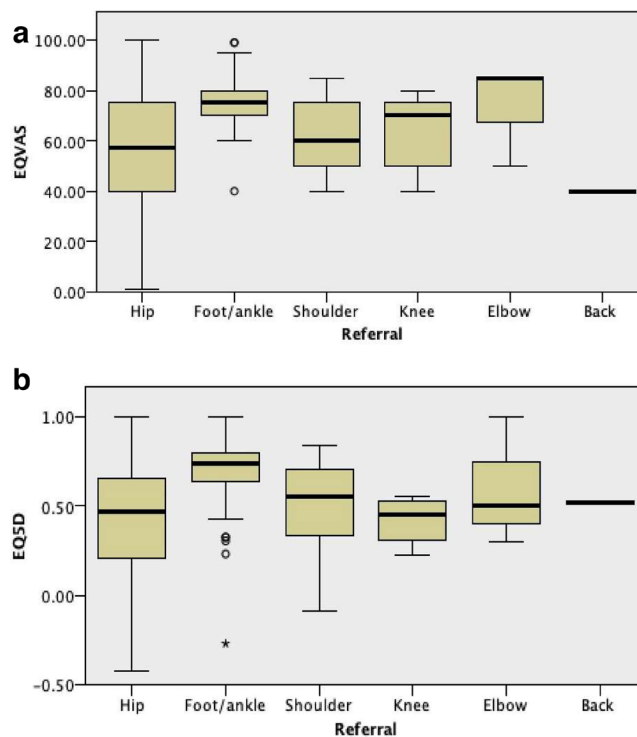 a
100.00
80.00
60.00
40.00
20.00
0.00
EQVAS
Hip Foot/ankle Shoulder Knee Elbow Back
Referral
b
1.00
0.50
0.00
-0.50
EQ5D
Hip Foot/ankle Shoulder Knee Elbow Back
Referral